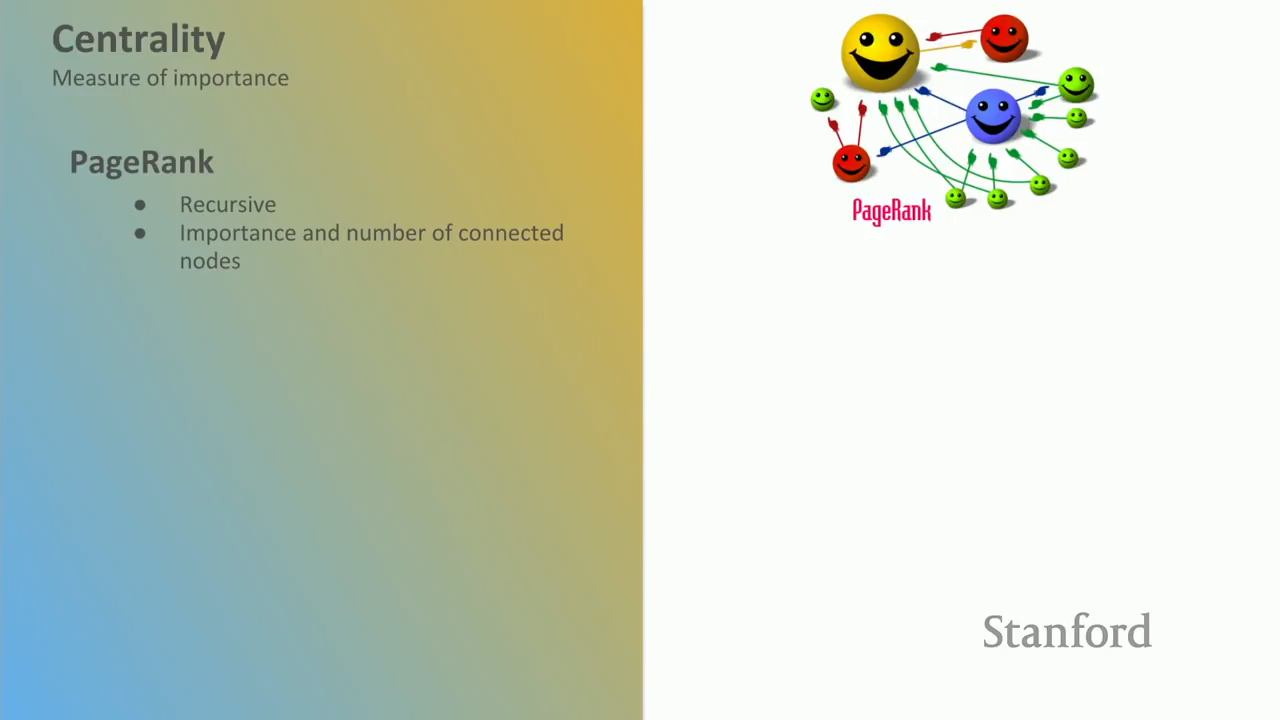 Centrality
Measure of importance
PageRank
● Recursive
● Importance and number of connected
nodes
PageRank
Stanford